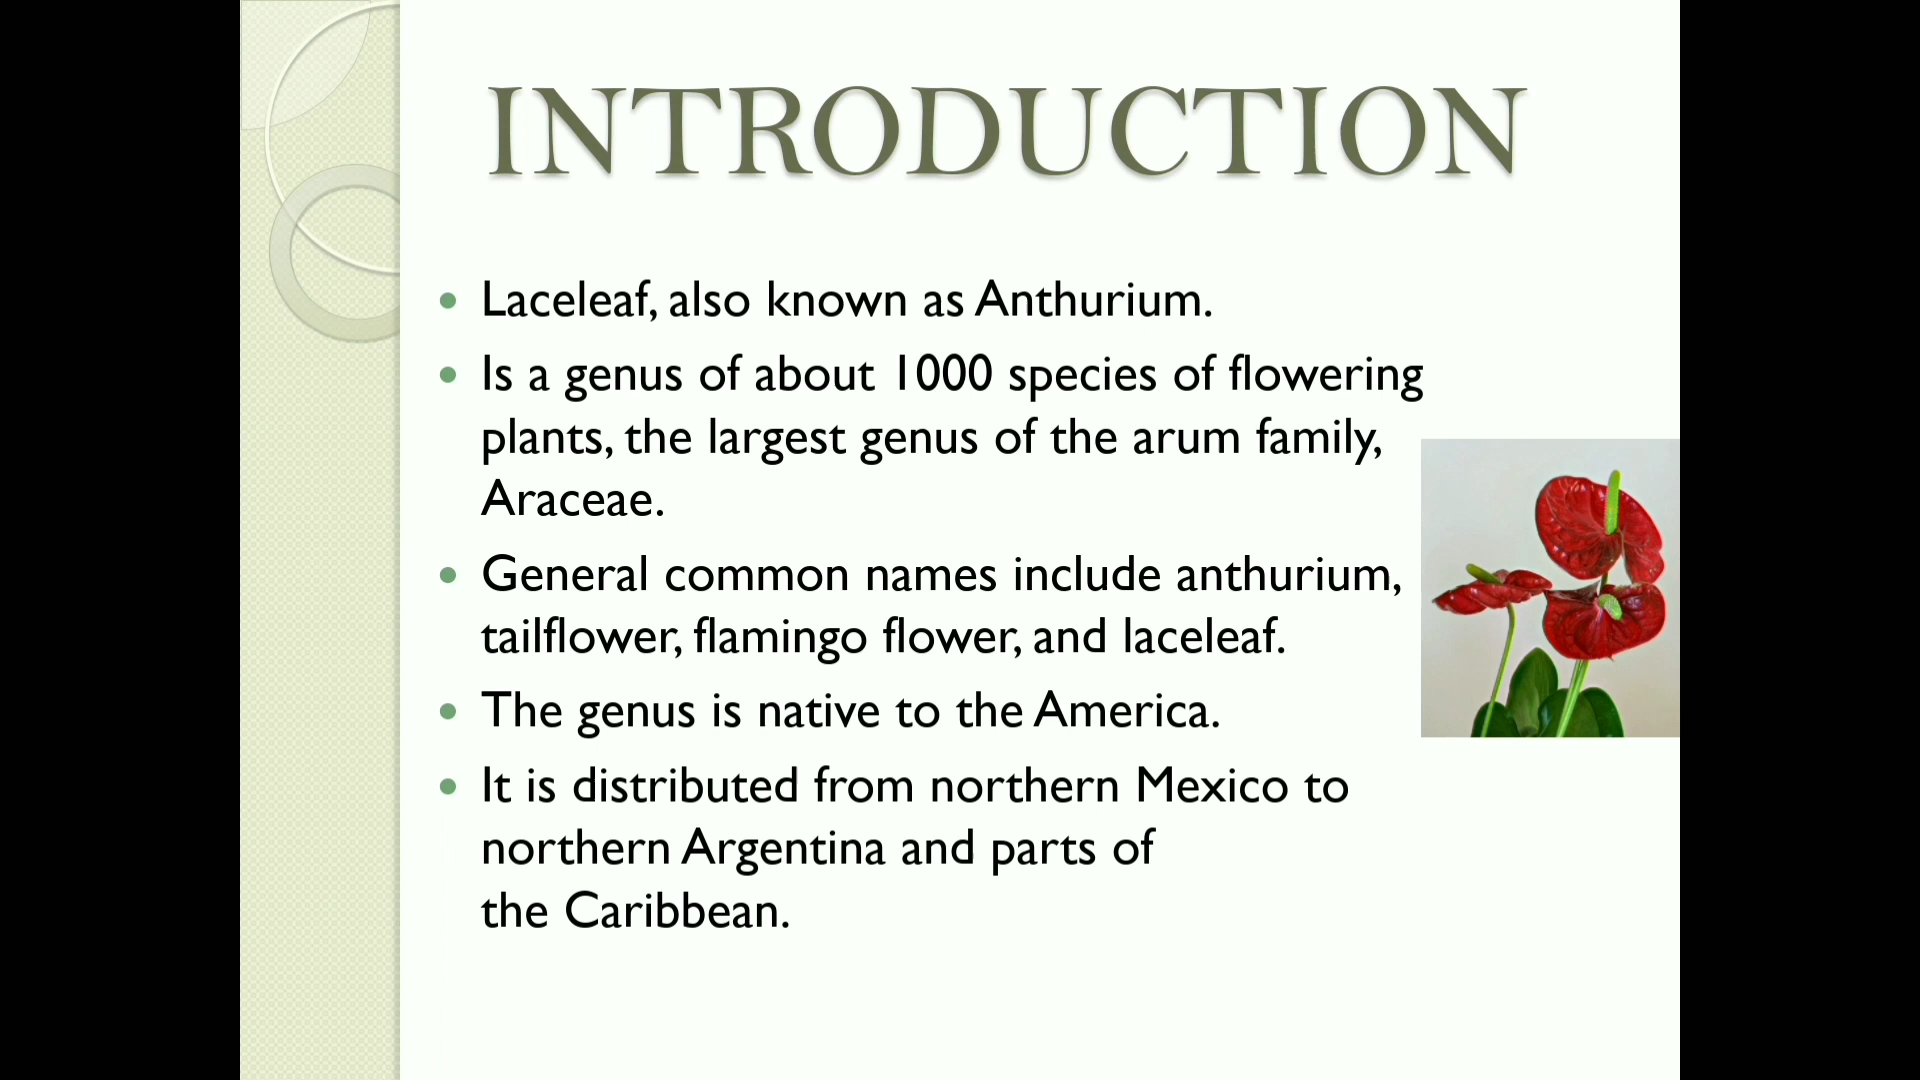 INTRODUCTION
Laceleaf, also known as Anthurium.
Is a genus of about 1000 species of flowering
plants, the largest genus of the arum family,
Araceae.
General common names include anthurium,
tailflower, flamingo flower, and laceleaf.
The genus is native to the America.
It is distributed from northern Mexico to
northern Argentina and parts of
the Caribbean.